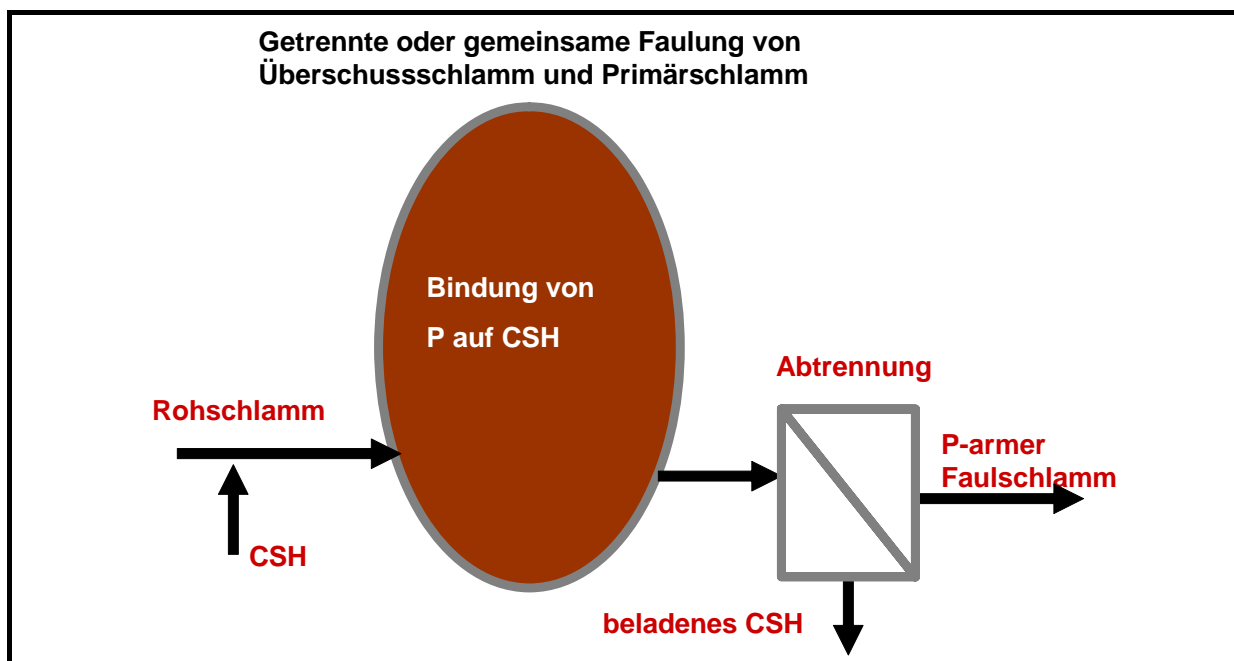 Getrennte oder gemeinsame Faulung von
Überschussschlamm und Primärschlamm
Bindung von
P auf CSH
Abtrennung
Rohschlamm
P-armer
Faulschlamm
CSH
beladenes CSH